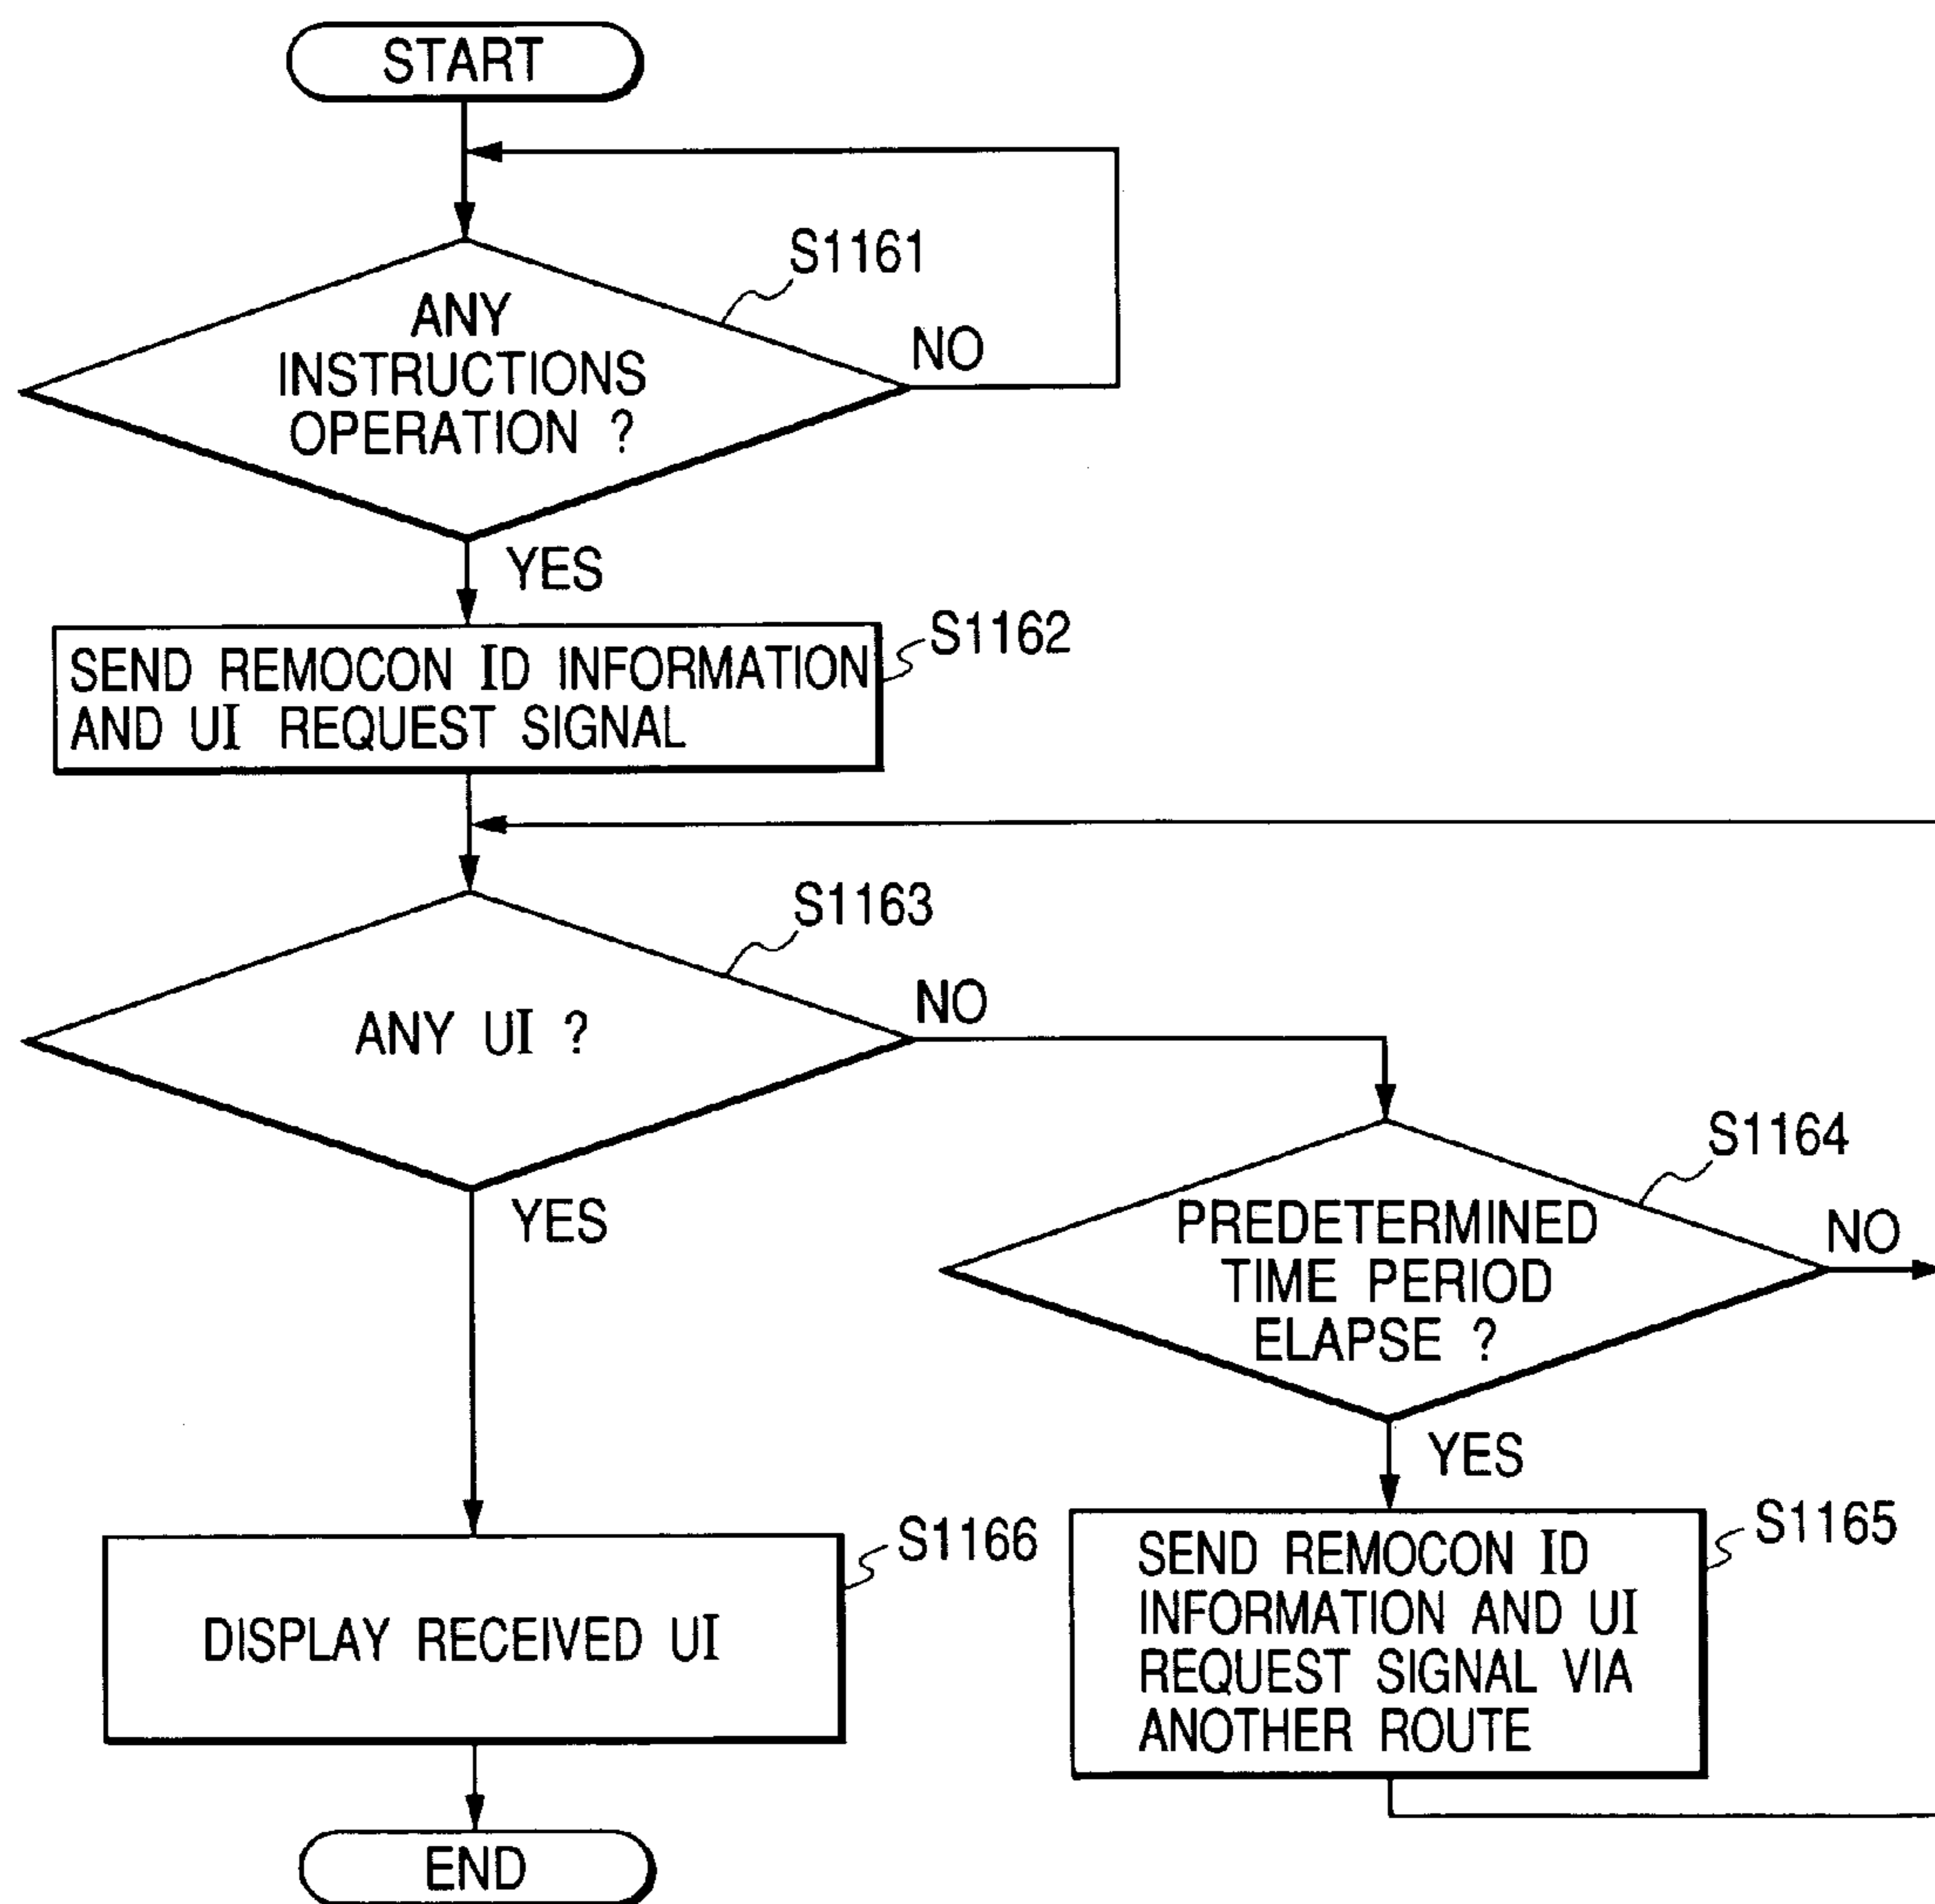 START
S1161
ANY
INSTRUCTIONS
OPERATION ?
NO
YES
S1162
SEND REMOCON ID INFORMATION
AND UI REQUEST SIGNAL
S1163
ANY UI ?
NO
YES
S1164
PREDETERMINED
TIME PERIOD
ELAPSE ?
NO
YES
S1165
SEND REMOCON ID
INFORMATION AND UI
REQUEST SIGNAL VIA
ANOTHER ROUTE
S1166
DISPLAY RECEIVED UI
END